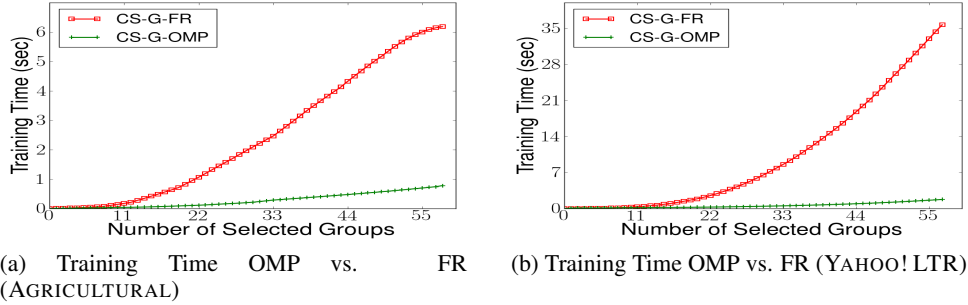 CS-G-FR
CS-G-OMP
Training Time (sec)
6
5
4
3
2
1
0
0 11 22 33 44 55
Number of Selected Groups
(a) Training Time OMP vs. FR
(AGRICULTURAL)
CS-G-FR
CS-G-OMP
Training Time (sec)
35
28
21
14
7
0
0 11 22 33 44 55
Number of Selected Groups
(b) Training Time OMP vs. FR (YAHOO! LTR)